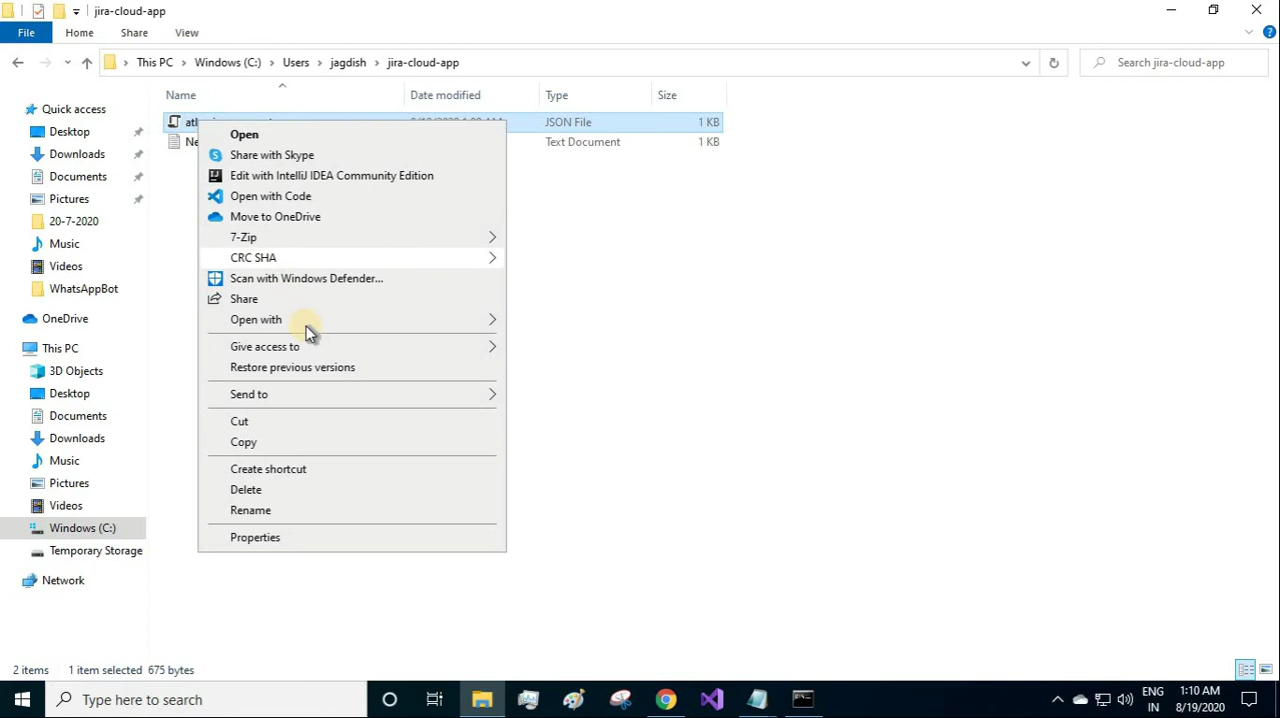 jira-cloud-app
File Home Share View
This PC Windows (C:) Users jagdish jira-cloud-app
Search jira-cloud-app
Name Date modified Type Size
JSON File 1 KB
Text Document 1 KB
Quick access
Desktop
Downloads
Documents
Pictures
20-7-2020
Music
Videos
WhatsAppBot
OneDrive
This PC
3D Objects
Desktop
Documents
Downloads
Music
Pictures
Videos
Windows (C:)
Temporary Storage
Network
Open
Share with Skype
Edit with IntelliJ IDEA Community Edition
Open with Code
Move to OneDrive
7-Zip
CRC SHA
Scan with Windows Defender...
Share
Open with
Give access to
Restore previous versions
Send to
Cut
Copy
Create shortcut
Delete
Rename
Properties
2 items 1 item selected 675 bytes
Type here to search
ENG
IN
1:10 AM
8/19/2020